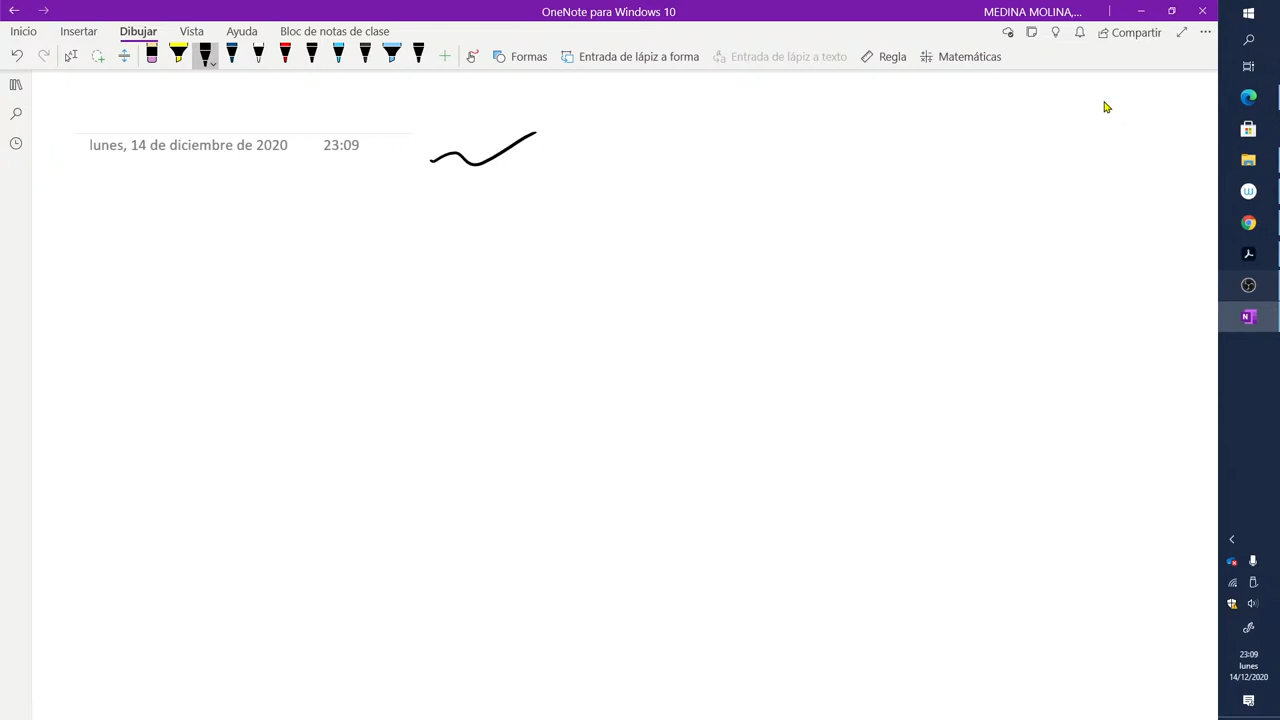 OneNote para Windows 10
MEDINA MOLINA,...
Inicio
Insertar
Dibujar
Vista
Ayuda
Bloc de notas de clase
Compartir
Formas
Entrada de lápiz a forma
Entrada de lápiz a texto
Regla
Matemáticas
lunes, 14 de diciembre de 2020 23:09
23:09
lunes
14/12/2020